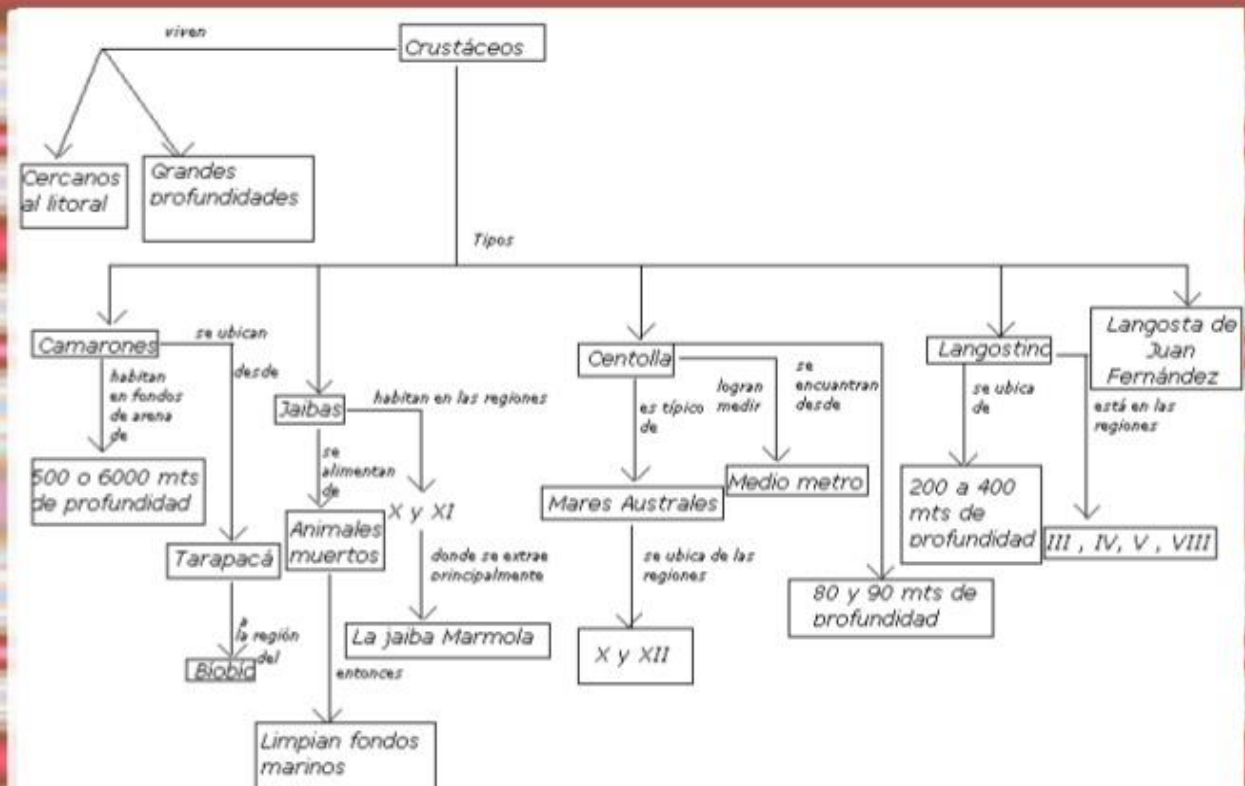 viven
Crustáceos
Cercanos
al litoral
Grandes
profundidades
Tipos
Camarones
se ubican
desde
habitan
en fondos
de arena
de
500 o 6000 mts
de profundidad
Tarapacá
a
la región
del
Biobío
Jaibas
habitan en las regiones
se
alimentan
de
X y XI
Animales
muertos
donde se extrae
principalmente
La jaiba Marmola
entonces
Limpian fondos
marinos
Centolla
es típico
de
logran
medir
se
encuantran
desde
Medio metro
Mares Australes
se ubica de las
regiones
X y XII
80 y 90 mts de
profundidad
Langostino
se ubica
de
está en las
regiones
200 a 400
mts de
profundidad
III , IV, V , VIII
Langosta de
Juan
Fernández